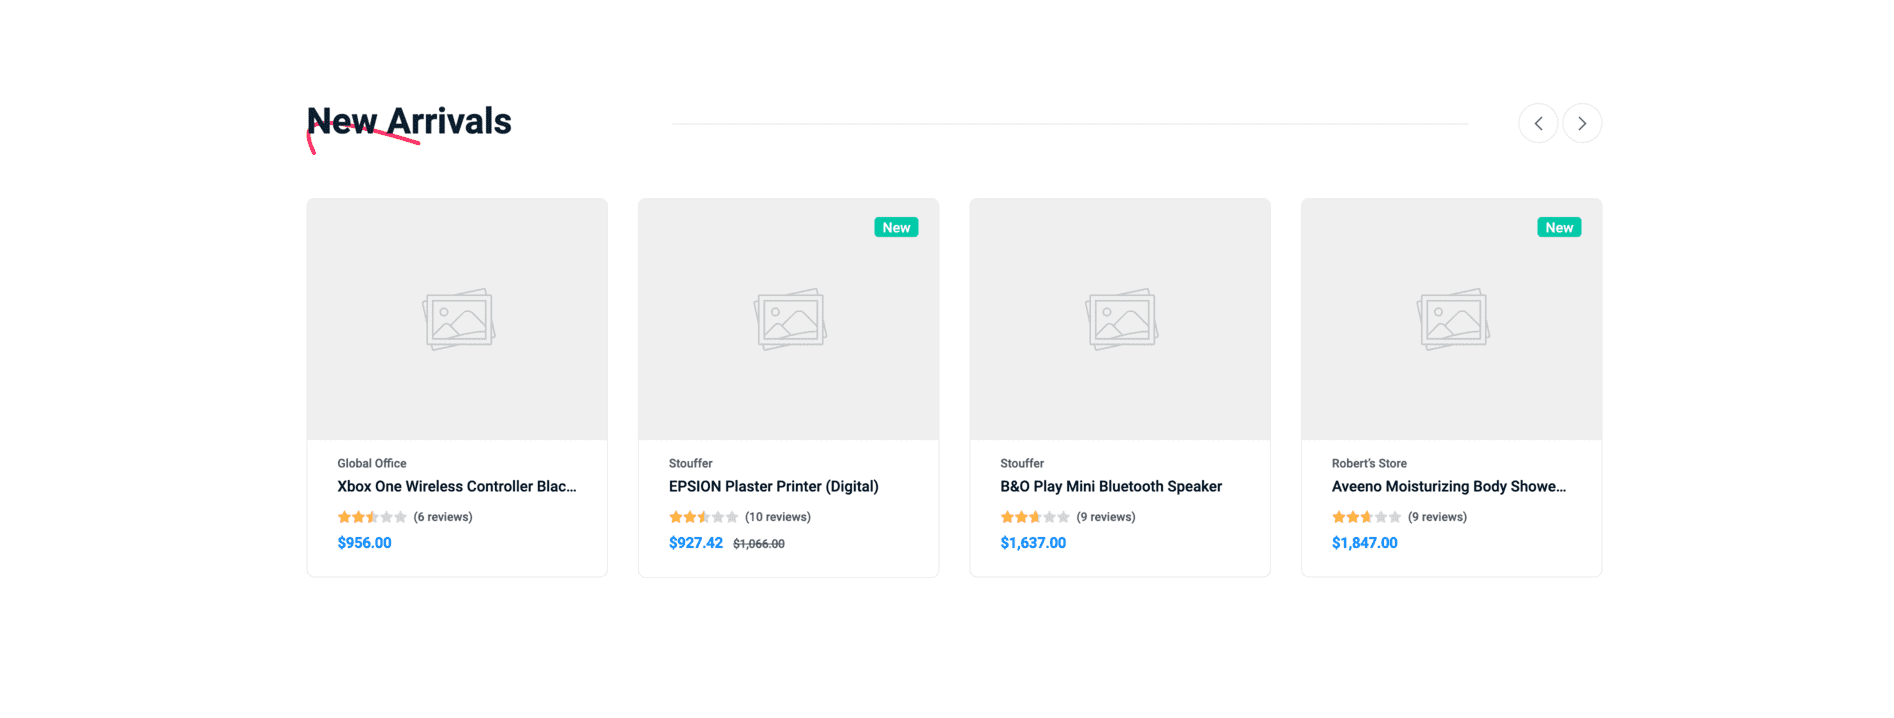 New Arrivals
New
New
Global Office
Xbox One Wireless Controller Blac...
(6 reviews)
$956.00
Stouffer
EPSION Plaster Printer (Digital)
(10 reviews)
$927.42 $1,066.00
Stouffer
B&O Play Mini Bluetooth Speaker
(9 reviews)
$1,637.00
Robert's Store
Aveeno Moisturizing Body Showe...
(9 reviews)
$1,847.00